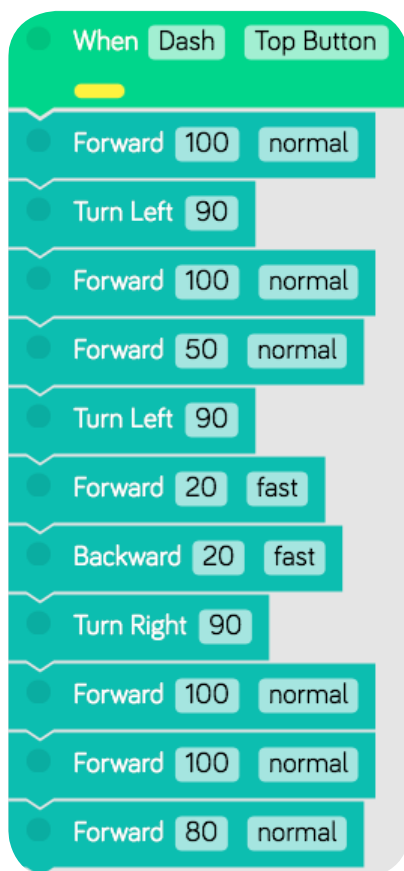 When Dash Top Button
Forward 100 normal
Turn Left 90
Forward 100 normal
Forward 50 normal
Turn Left 90
Forward 20 fast
Backward 20 fast
Turn Right 90
Forward 100 normal
Forward 100 normal
Forward 80 normal